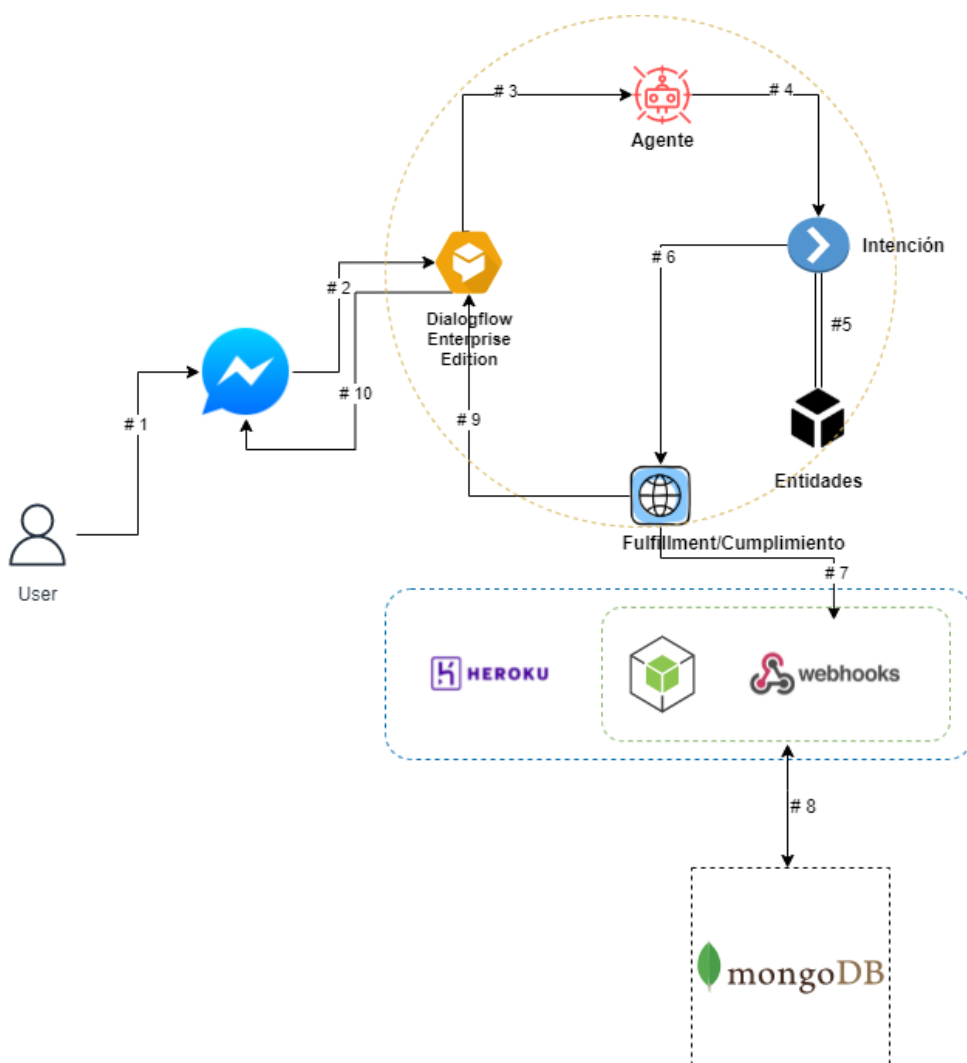 # 3
# 4
Agente
# 6
Intención
# 2
Dialogflow
Enterprise
Edition
#5
# 10
# 1
# 9
Entidades
Fulfillment/Cumplimiento
User
# 7
HEROKU
webhooks
# 8
mongoDB